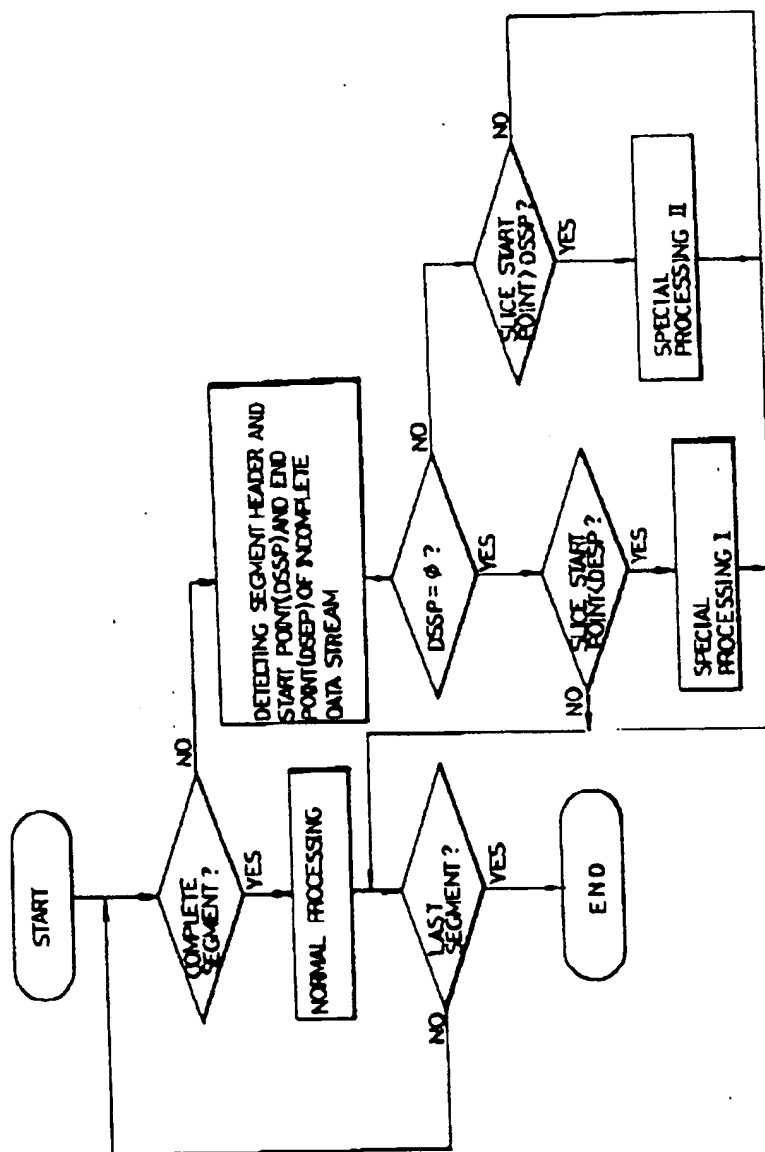 START
COMPLETE
SEGMENT?
NO
YES
NORMAL PROCESSING
LAST
SEGMENT?
NO
YES
END
DETECTING SEGMENT HEADER AND
START POINT(DSSP)AND END
POINT(DSEP)OF INCOMPLETE
DATA STREAM
DSSP=ϕ?
NO
YES
SLICE START
POINT⟨DESP?
NO
YES
SPECIAL
PROCESSING I
SLICE START
POINT⟩DSSP?
NO
YES
SPECIAL
PROCESSING II